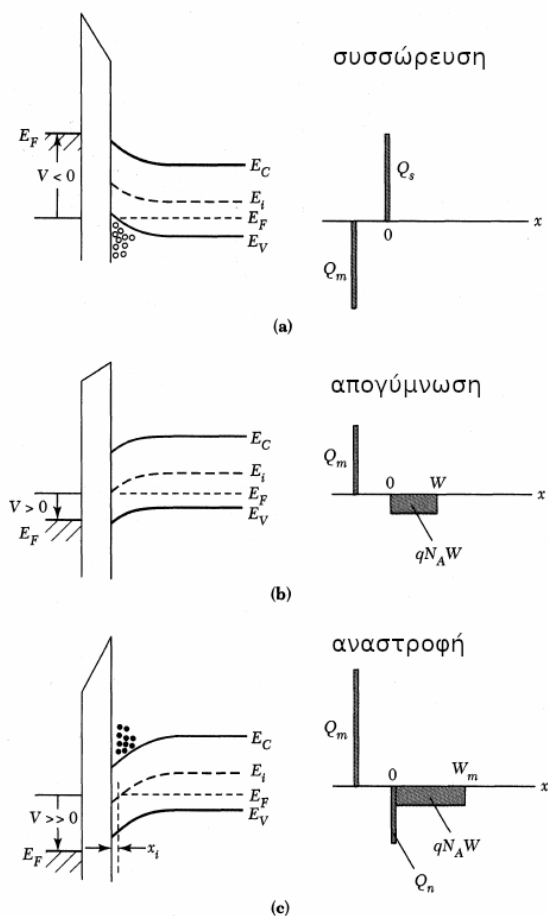 συσσώρευση
E_F
V < 0
E_C
E_i
E_F
E_V
Q_s
x
0
Q_m
(a)
απογύμνωση
E_C
E_i
E_F
E_V
V > 0
E_F
Q_m
0
W
x
qN_AW
(b)
αναστροφή
E_C
E_i
E_F
E_V
V >> 0
E_F
x_i
Q_m
0
W_m
x
qN_AW
Q_n
(c)